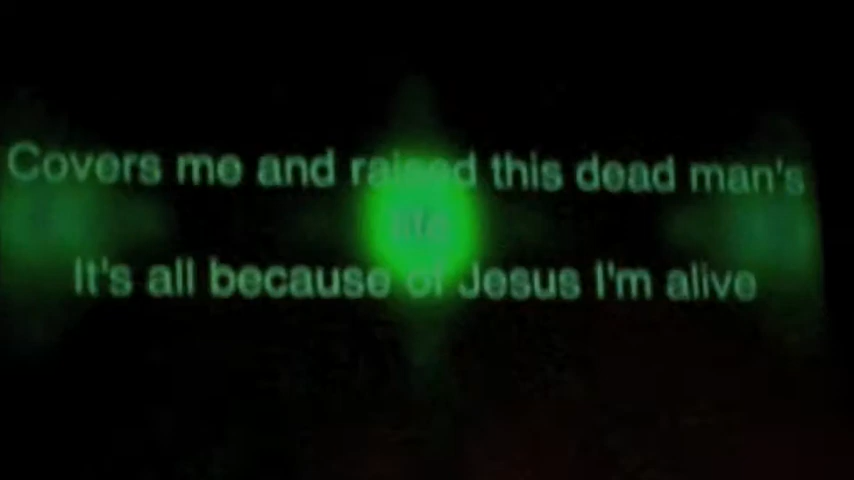 Covers me and raised this dead man's
life
It's all because of Jesus I'm alive